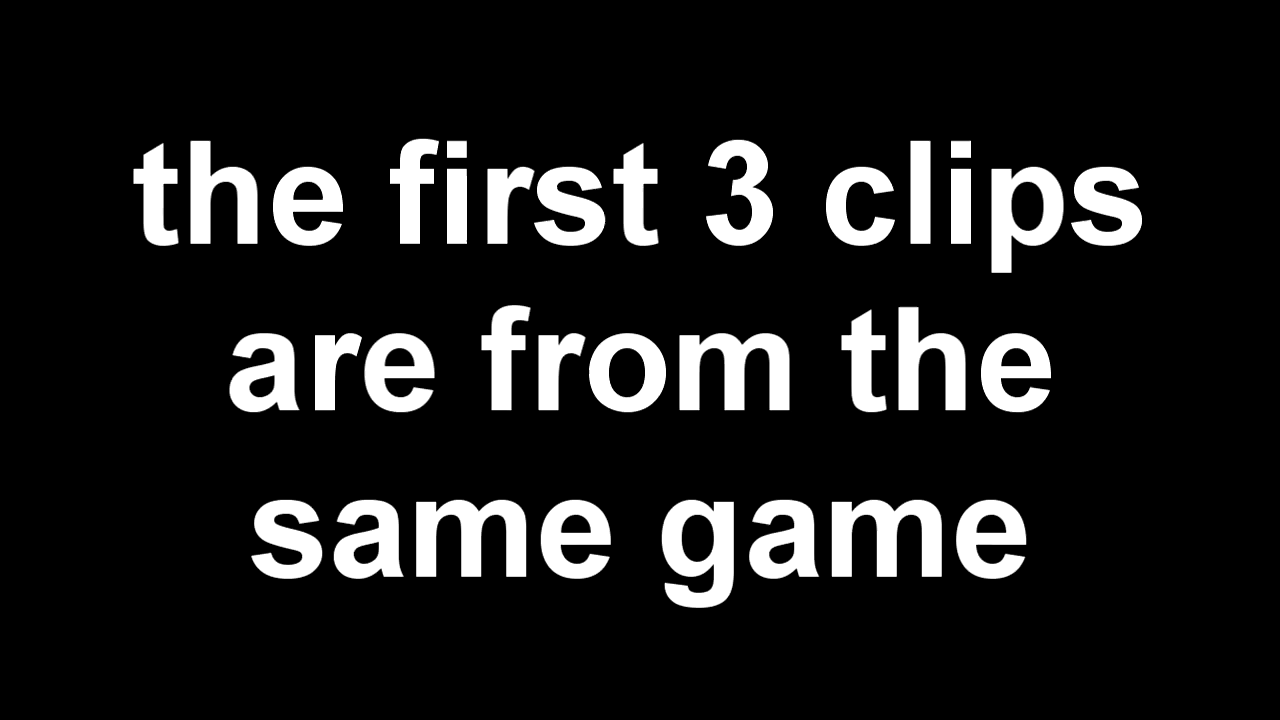 the first 3 clips
are from the
same game